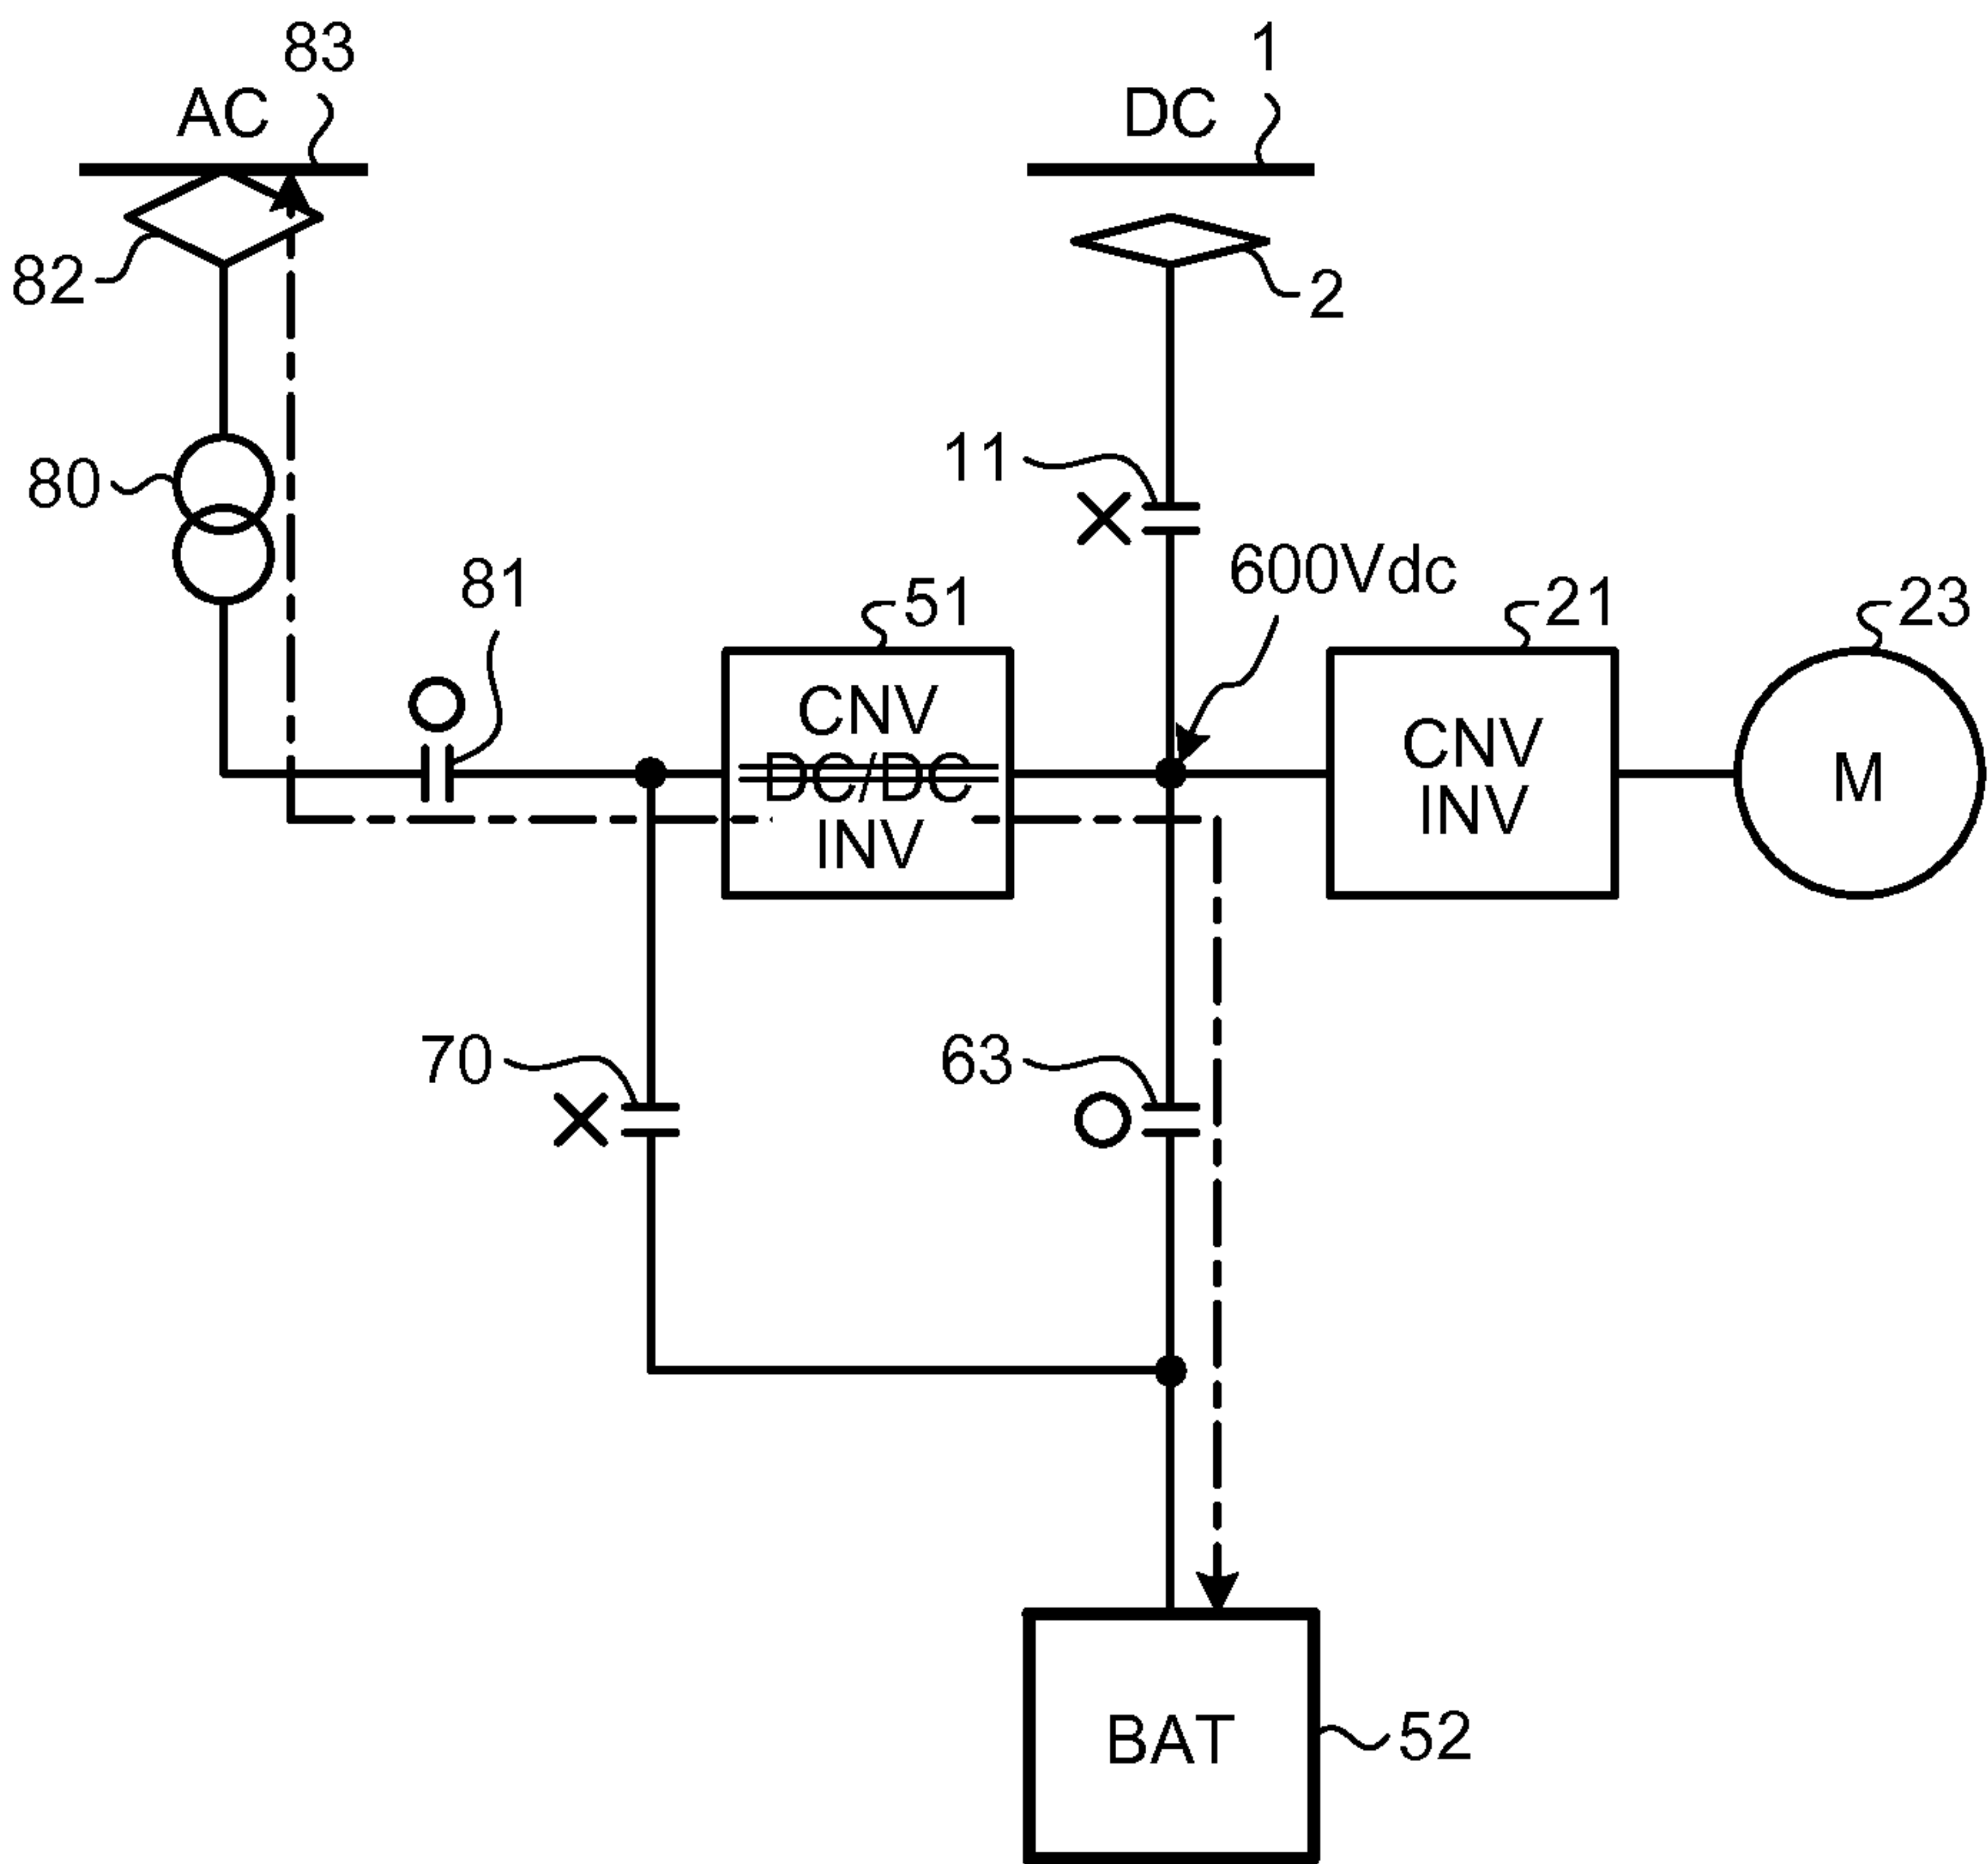 83
1
AC
DC
82
2
80
11
81
600Vdc
51
21
23
CNV
DC/DC
INV
CNV
INV
M
70
63
BAT
52